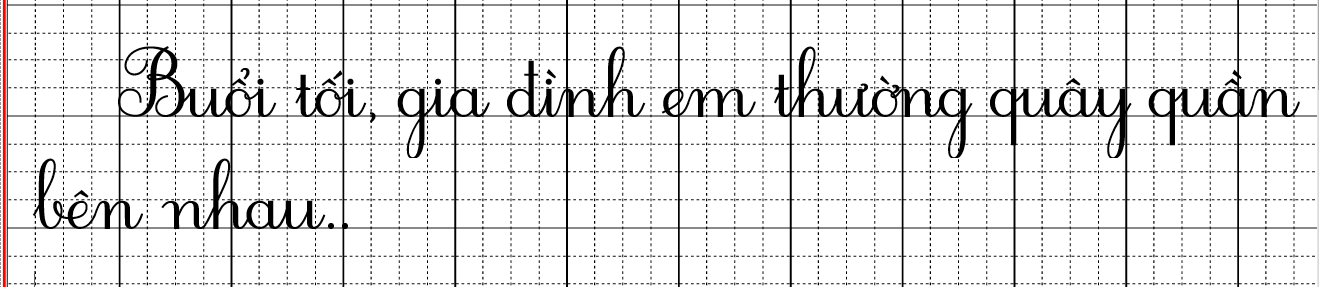 Buổi tối, gia đình em thường quây quần
bên nhau..